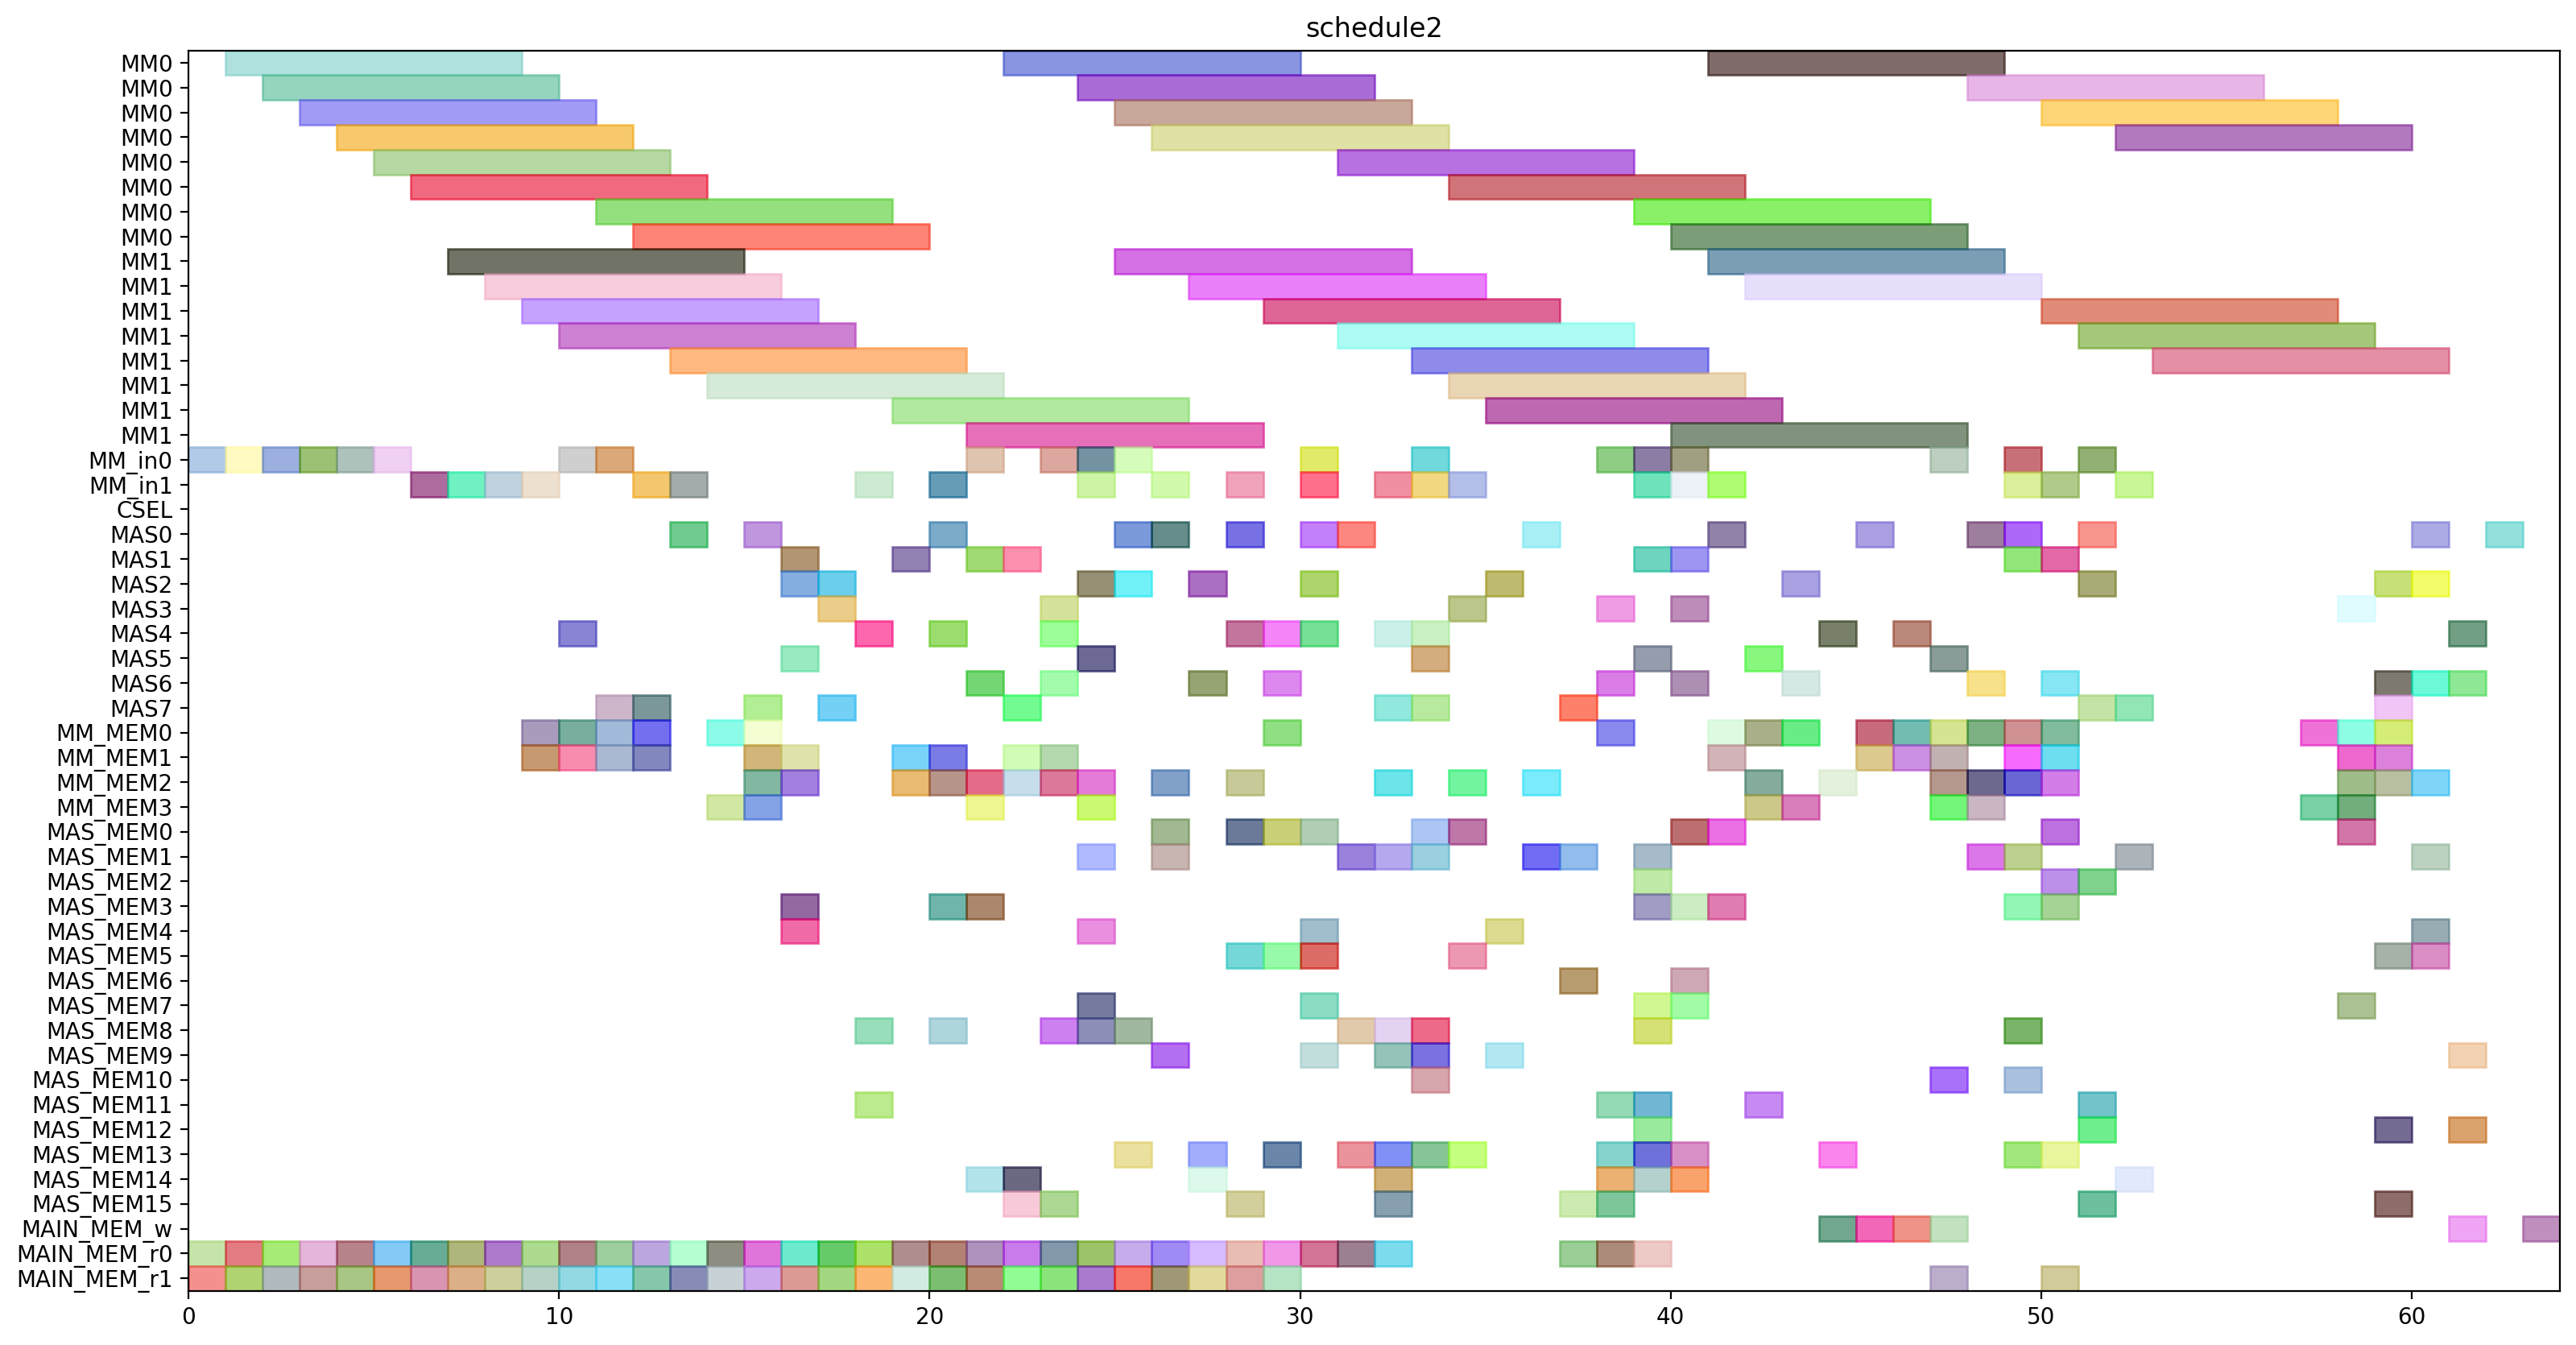 schedule2
MM0
MM0
MM0
MM0
MM0
MM0
MM0
MM0
MM1
MM1
MM1
MM1
MM1
MM1
MM1
MM1
MM_in0
MM_in1
CSEL
MAS0
MAS1
MAS2
MAS3
MAS4
MAS5
MAS6
MAS7
MM_MEM0
MM_MEM1
MM_MEM2
MM_MEM3
MAS_MEM0
MAS_MEM1
MAS_MEM2
MAS_MEM3
MAS_MEM4
MAS_MEM5
MAS_MEM6
MAS_MEM7
MAS_MEM8
MAS_MEM9
MAS_MEM10
MAS_MEM11
MAS_MEM12
MAS_MEM13
MAS_MEM14
MAS_MEM15
MAIN_MEM_w
MAIN_MEM_r0
MAIN_MEM_r1
0 10 20 30 40 50 60